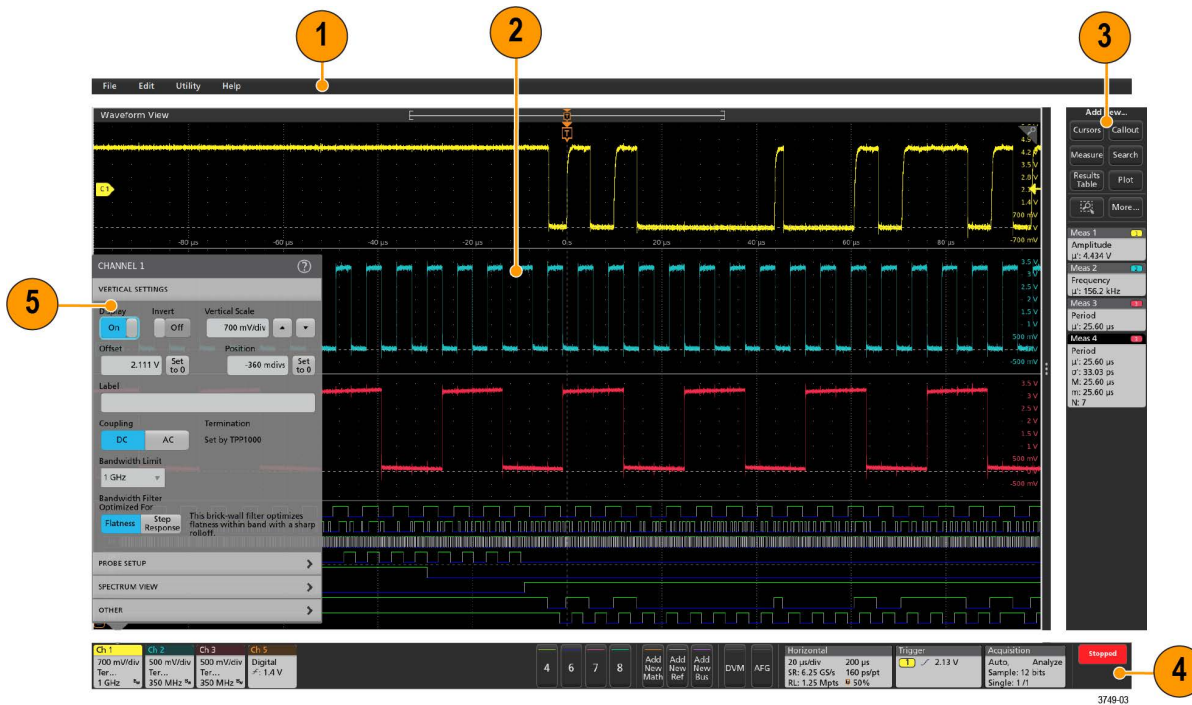 1
2
3
File Edit Utility Help
Waveform View
Add New...
Cursors Callout
Measure Search
Results Table Plot
More...
C1
T
4.2 V
3.5 V
2.8 V
1.4 V
700 mV
-700 mV
-80 µs -60 µs -40 µs -20 µs 0 s 20 µs 40 µs 60 µs 80 µs
Meas 1 1
Amplitude
µ': 4.434 V
Meas 2 2
Frequency
µ': 156.2 kHz
Meas 3 3
Period
µ': 25.60 µs
Meas 4 3
Period
µ': 25.60 µs
σ': 33.03 ps
M: 25.60 µs
m: 25.60 µs
N: 7
3.5 V
3 V
2.5 V
2 V
1.5 V
1 V
500 mV
-500 mV
3.5 V
3 V
2.5 V
2 V
1.5 V
1 V
500 mV
-500 mV
5
CHANNEL 1 ?
VERTICAL SETTINGS
Display Invert Vertical Scale
On Off 700 mV/div
Offset Position
2.111 V Set to 0 -360 mdivs Set to 0
Label
Coupling Termination
DC AC Set by TPP1000
Bandwidth Limit
1 GHz
Bandwidth Filter
Optimized For
Flatness Step Response This brick-wall filter optimizes
flatness within band with a sharp
rolloff.
PROBE SETUP
SPECTRUM VIEW
OTHER
Ch 1
700 mV/div
Ter...
1 GHz
Ch 2
500 mV/div
Ter...
350 MHz
Ch 3
500 mV/div
Ter...
350 MHz
Ch 5
Digital
1.4 V
4 6 7 8
Add New Math
Add New Ref
Add New Bus
DVM AFG
Horizontal
20 µs/div 200 µs
SR: 6.25 GS/s 160 ps/pt
RL: 1.25 Mpts 50%
Trigger
1 2.13 V
Acquisition
Auto, Analyze
Sample: 12 bits
Single: 1 /1
Stopped
4
3749-03